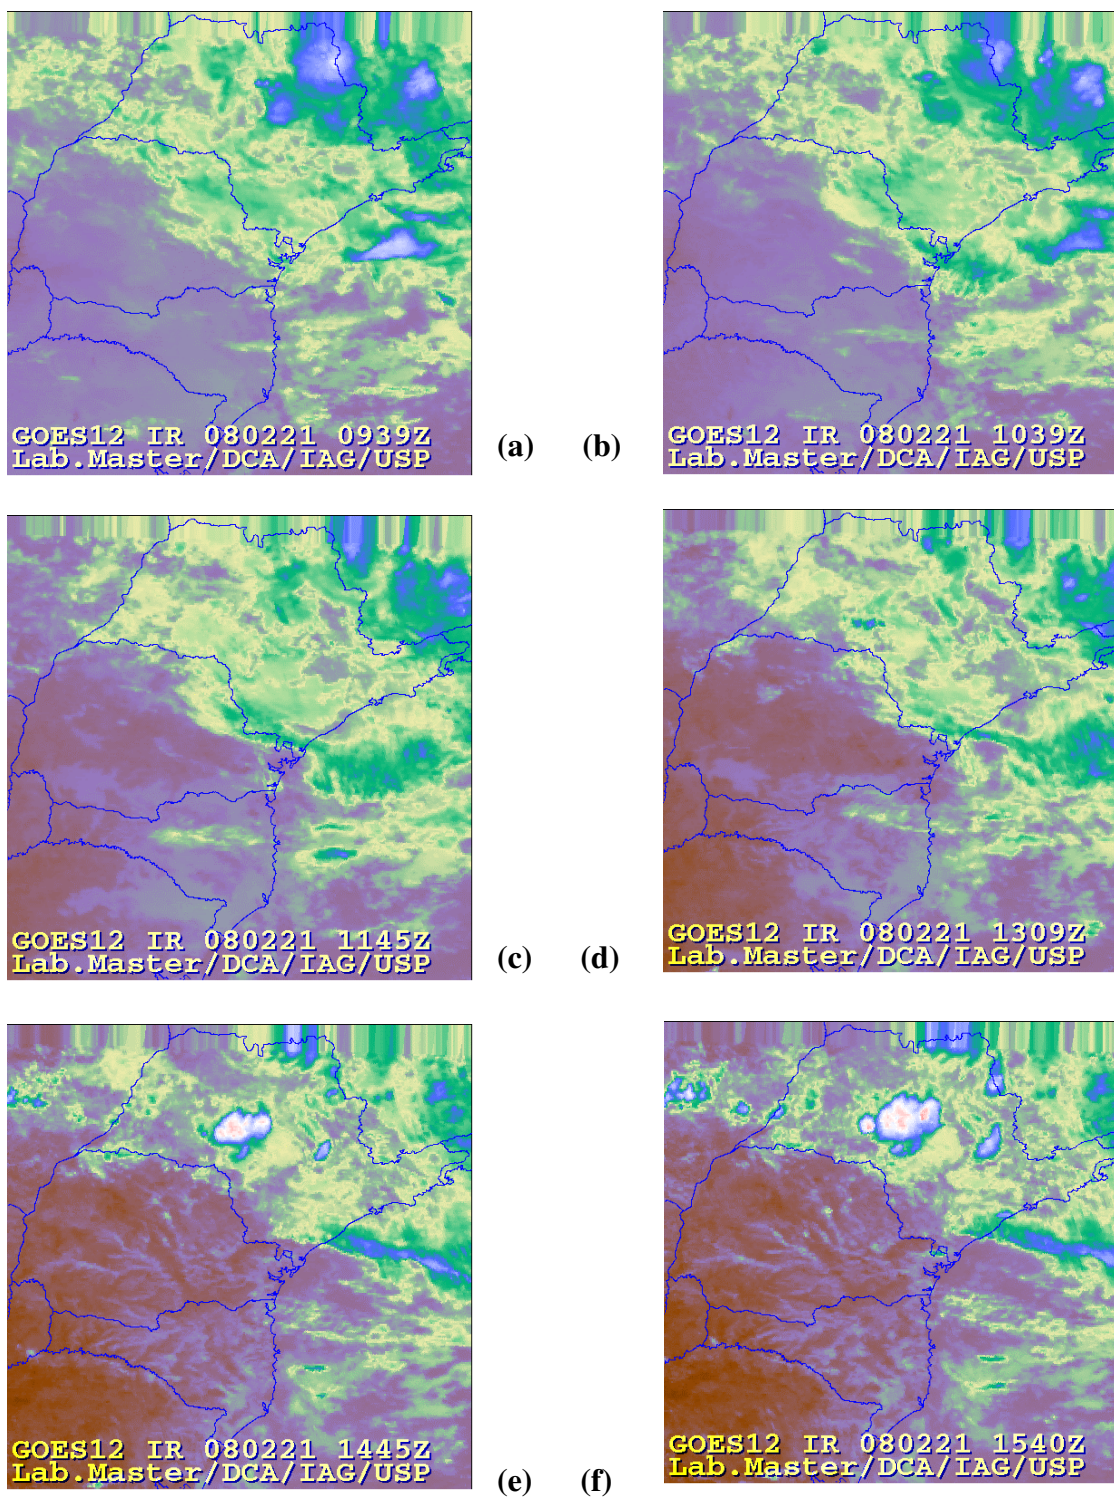 GOES12 IR 080221 0939Z
Lab.Master/DCA/IAG/USP
(a) (b)
GOES12 IR 080221 1039Z
Lab.Master/DCA/IAG/USP
GOES12 IR 080221 1145Z
Lab.Master/DCA/IAG/USP
(c) (d)
GOES12 IR 080221 1309Z
Lab.Master/DCA/IAG/USP
GOES12 IR 080221 1445Z
Lab.Master/DCA/IAG/USP
(e) (f)
GOES12 IR 080221 1540Z
Lab.Master/DCA/IAG/USP